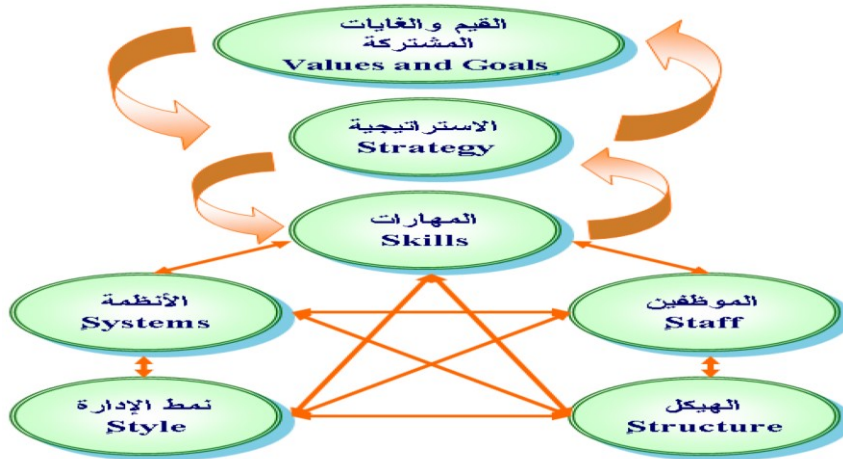 القيم والغايات
المشتركة
Values and Goals
الاستراتيجية
Strategy
المهارات
Skills
الأنظمة
Systems
الموظفين
Staff
نمط الإدارة
Style
الهيكل
Structure